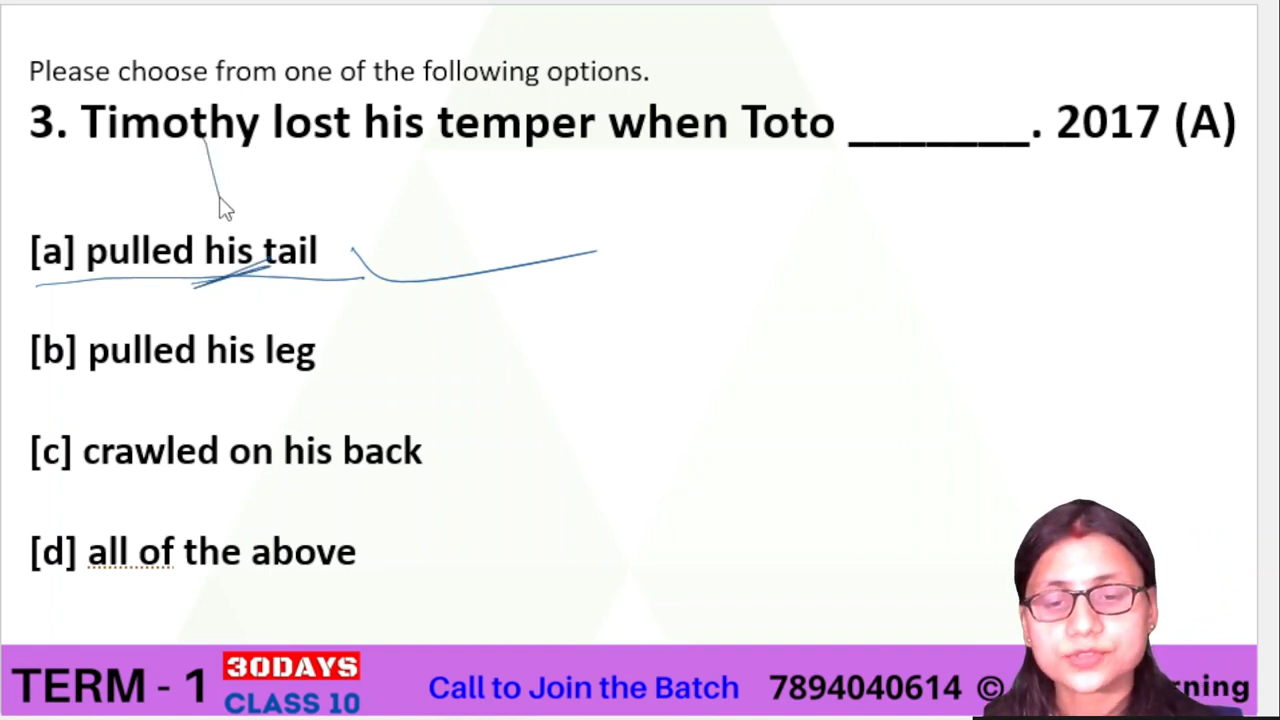 Please choose from one of the following options.
3. Timothy lost his temper when Toto _______. 2017 (A)
[a] pulled his tail
[b] pulled his leg
[c] crawled on his back
[d] all of the above
TERM - 1
30DAYS
CLASS 10
Call to Join the Batch 7894040614 ©